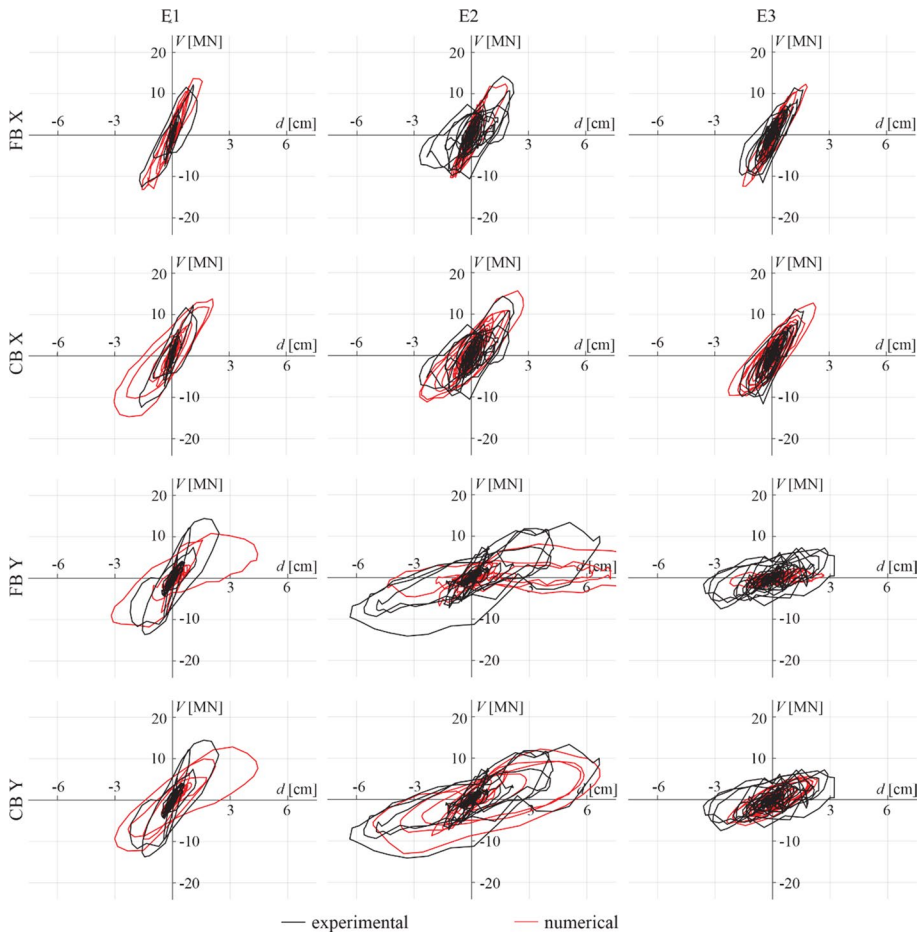 E1 E2 E3
V [MN] V [MN] V [MN]
20 20 20
10 10 10
FB X -6 -3 d [cm] -6 -3 d [cm] -6 -3 d [cm]
3 6 3 6 3 6
-10 -10 -10
-20 -20 -20
V [MN] V [MN] V [MN]
20 20 20
10 10 10
CB X -6 -3 d [cm] -6 -3 d [cm] -6 -3 d [cm]
3 6 3 6 3 6
-10 -10 -10
-20 -20 -20
V [MN] V [MN] V [MN]
20 20 20
10 10 10
FB Y -6 -3 d [cm] -6 -3 d [cm] -6 -3 d [cm]
3 6 6 3 6
-10 -10 -10
-20 -20 -20
V [MN] V [MN] V [MN]
20 20 20
10 10 10
CB Y -6 -3 d [cm] -6 -3 d [cm] -6 -3 d [cm]
3 6 3 6 3 6
-10 -10 -10
-20 -20 -20
experimental numerical